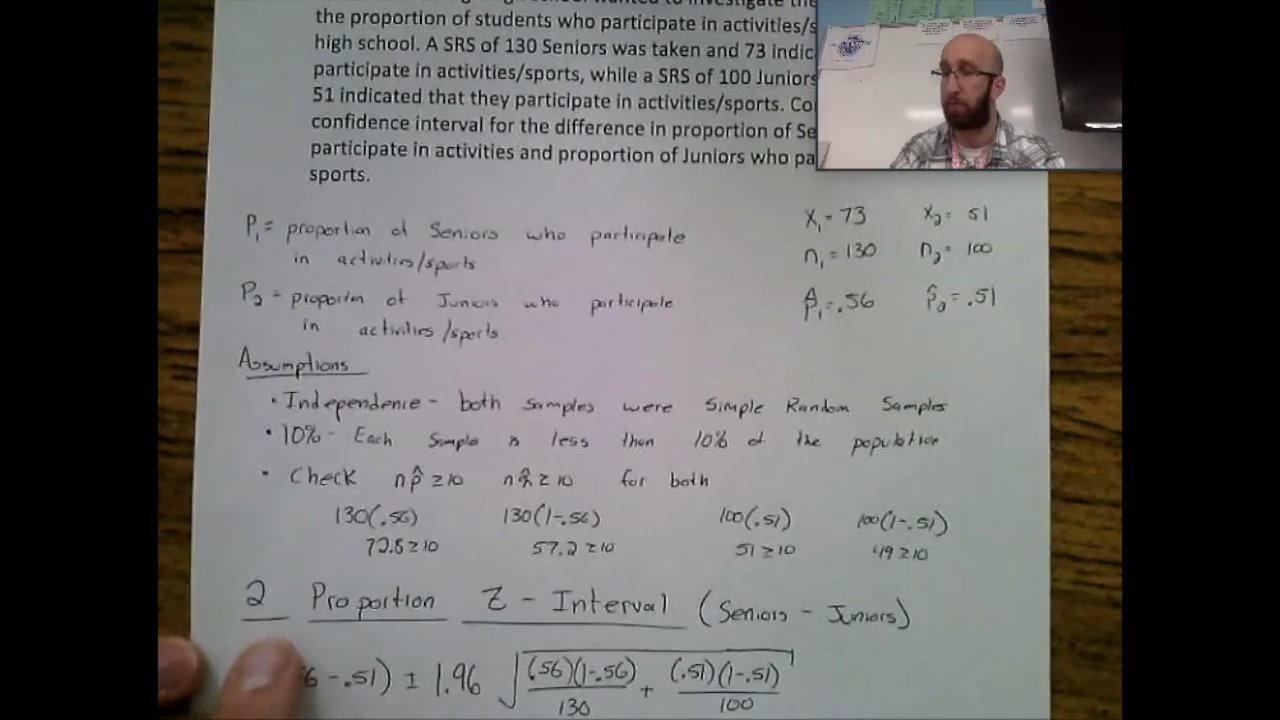 the proportion of students who participate in activities/s
high school. A SRS of 130 Seniors was taken and 73 indic
participate in activities/sports, while a SRS of 100 Juniors
51 indicated that they participate in activities/sports. Co
confidence interval for the difference in proportion of Se
participate in activities and proportion of Juniors who pa
sports.
P₁ = proportion of Seniors who participate
in activities/sports
X₁ = 73 X₂ = 51
n₁ = 130 n₂ = 100
P₂ - proportion of Juniors who participate
in activities/sports
p̂₁ = .56 p̂₂ = .51
Assumptions
• Independence - both samples were Simple Random Samples
• 10% - Each Sample is less than 10% of the population
• Check np̂ ≥ 10 nq̂ ≥ 10 for both
130(.56) 130(1-.56) 100(.51) 100(1-.51)
72.8 ≥ 10 57.2 ≥ 10 51 ≥ 10 49 ≥ 10
2 Proportion Z - Interval (Seniors - Juniors)
6 - .51) ± 1.96 √((.56)(1-.56)/130 + (.51)(1-.51)/100)